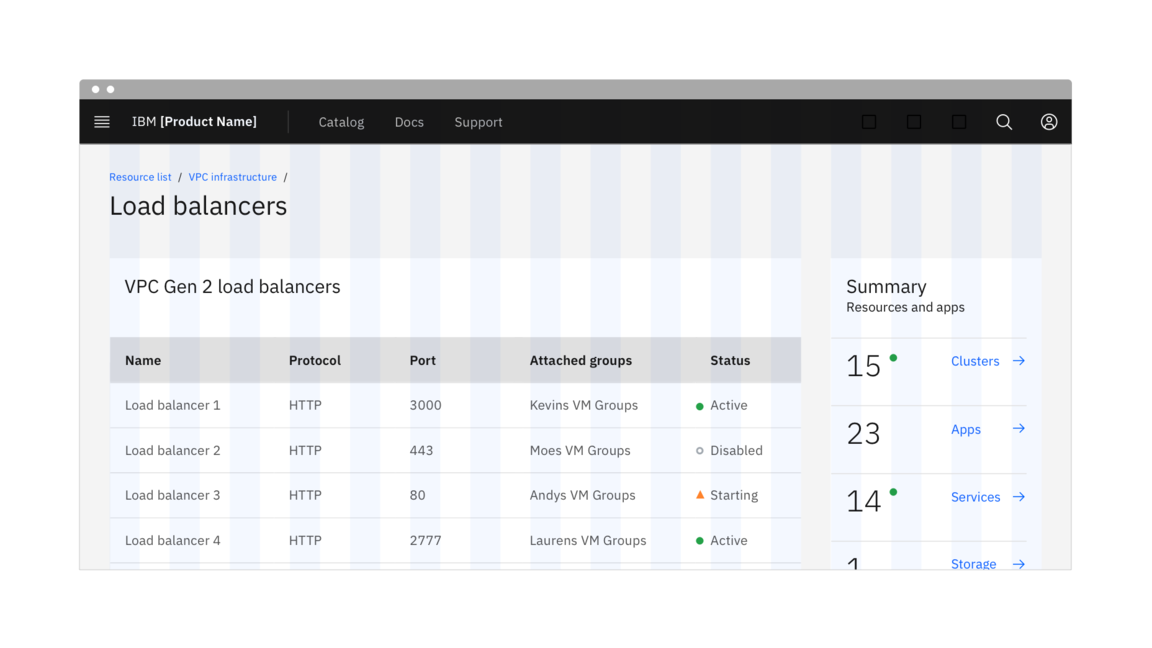 IBM [Product Name] Catalog Docs Support
Resource list / VPC infrastructure /
Load balancers
VPC Gen 2 load balancers
Name Protocol Port Attached groups Status
Load balancer 1 HTTP 3000 Kevins VM Groups Active
Load balancer 2 HTTP 443 Moes VM Groups Disabled
Load balancer 3 HTTP 80 Andys VM Groups Starting
Load balancer 4 HTTP 2777 Laurens VM Groups Active
Summary
Resources and apps
15 Clusters
23 Apps
14 Services
1 Storage